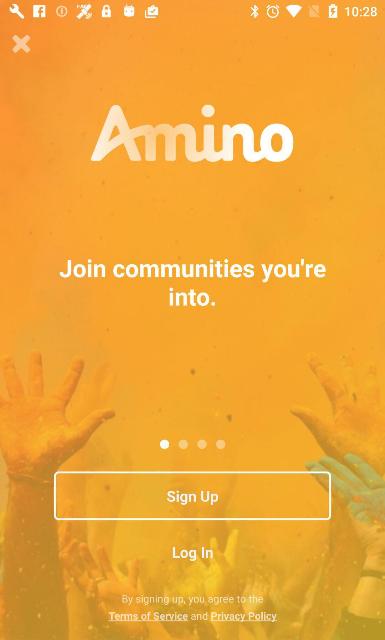 10:28
Amino
Join communities you're
into.
Sign Up
Log In
By signing up, you agree to the
Terms of Service and Privacy Policy